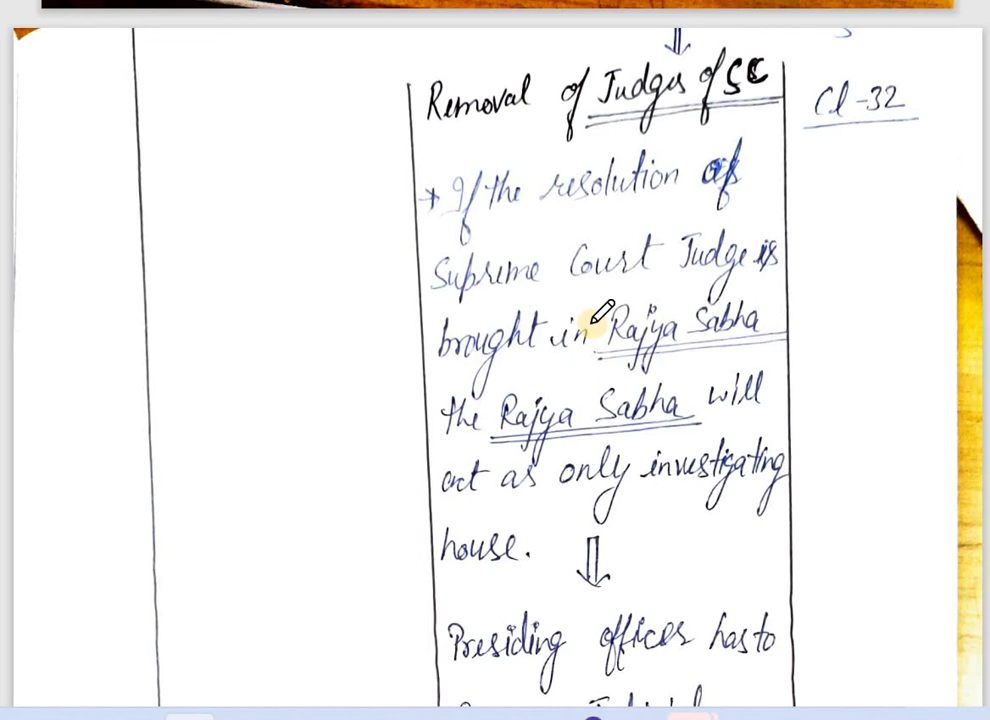 Removal of Judges of SC
Cl-32
* If the resolution of
Supreme Court Judge is
brought in Rajya Sabha
the Rajya Sabha will
act as only investigating
house.
Presiding officer has to